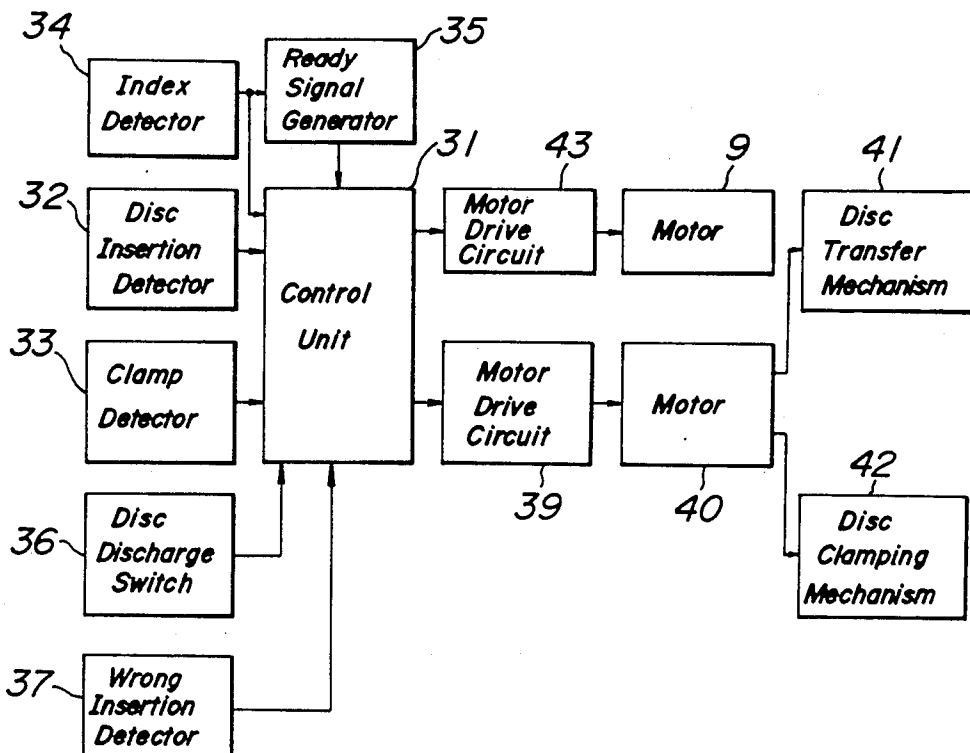 34
Index
Detector
35
Ready
Signal
Generator
31
43
9
41
32
Disc
Insertion
Detector
Control
Unit
Motor
Drive
Circuit
Motor
Disc
Transfer
Mechanism
33
Clamp
Detector
Motor
Drive
Circuit
39
Motor
40
42
Disc
Clamping
Mechanism
36
Disc
Discharge
Switch
37
Wrong
Insertion
Detector